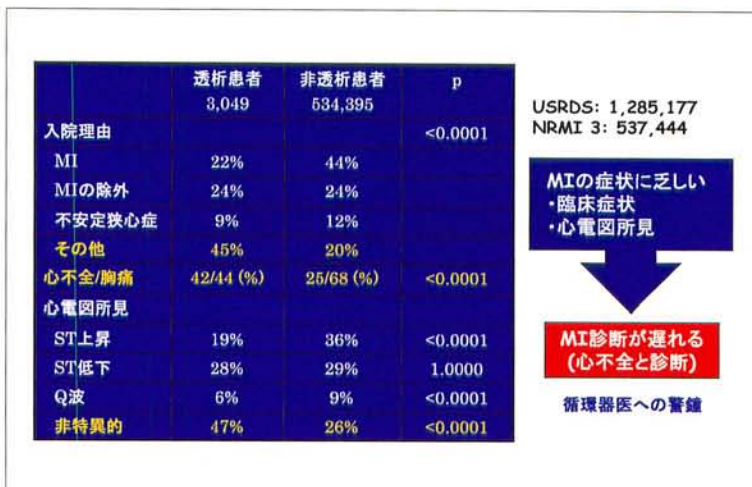 透析患者 非透析患者 p
3,049 534,395
入院理由 <0.0001
MI 22% 44%
MIの除外 24% 24%
不安定狭心症 9% 12%
その他 45% 20%
心不全/胸痛 42/44 (%) 25/68 (%) <0.0001
心電図所見
ST上昇 19% 36% <0.0001
ST低下 28% 29% 1.0000
Q波 6% 9% <0.0001
非特異的 47% 26% <0.0001
USRDS: 1,285,177
NRMI 3: 537,444
MIの症状に乏しい
・臨床症状
・心電図所見
MI診断が遅れる
(心不全と診断)
循環器医への警鐘